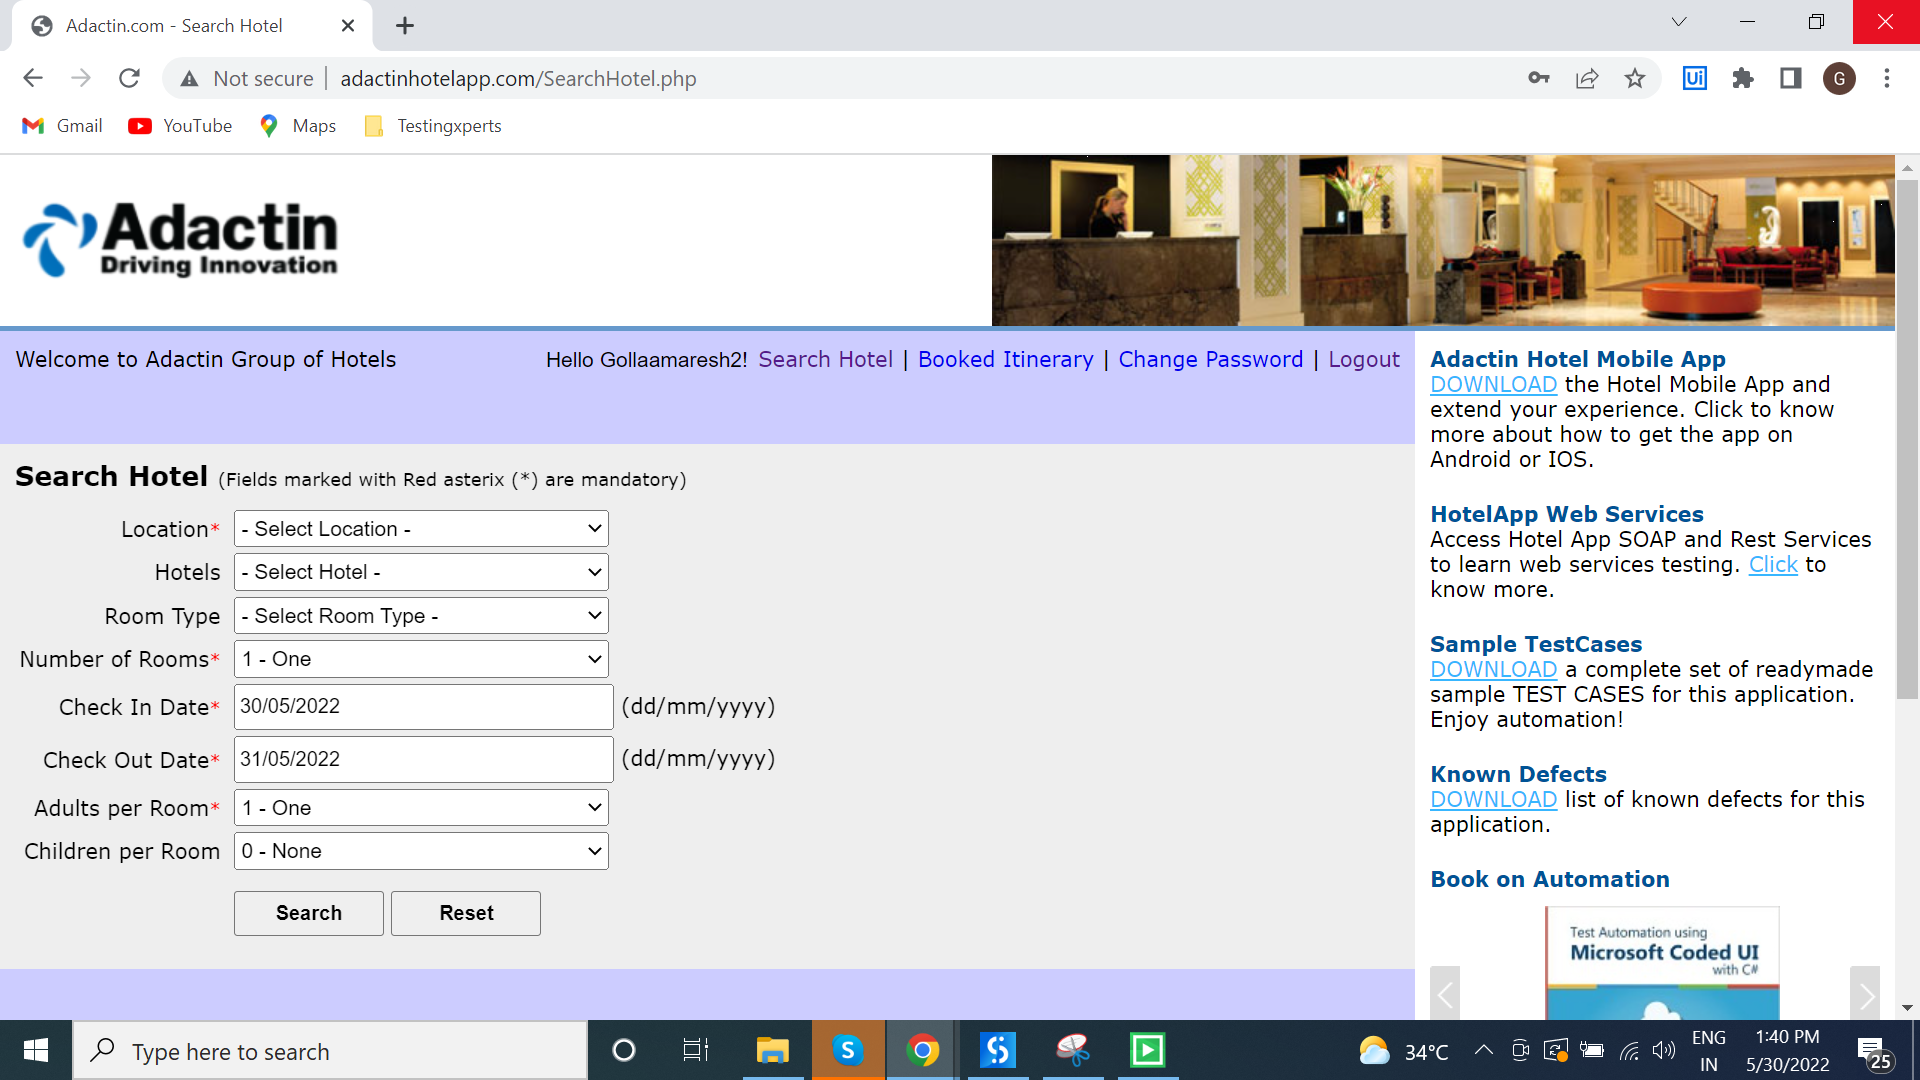 Adactin.com - Search Hotel
Not secure
adactinhotelapp.com/SearchHotel.php
Ui
G
Gmail
YouTube
Maps
Testingxperts
Adactin
Driving Innovation
Welcome to Adactin Group of Hotels
Hello Gollaamaresh2! Search Hotel | Booked Itinerary | Change Password | Logout
Search Hotel (Fields marked with Red asterix (*) are mandatory)
Location* - Select Location -
Hotels - Select Hotel -
Room Type - Select Room Type -
Number of Rooms* 1 - One
Check In Date* 30/05/2022 (dd/mm/yyyy)
Check Out Date* 31/05/2022 (dd/mm/yyyy)
Adults per Room* 1 - One
Children per Room 0 - None
Search Reset
Adactin Hotel Mobile App
DOWNLOAD the Hotel Mobile App and
extend your experience. Click to know
more about how to get the app on
Android or IOS.
HotelApp Web Services
Access Hotel App SOAP and Rest Services
to learn web services testing. Click to
know more.
Sample TestCases
DOWNLOAD a complete set of readymade
sample TEST CASES for this application.
Enjoy automation!
Known Defects
DOWNLOAD list of known defects for this
application.
Book on Automation
Test Automation using
Microsoft Coded UI
with C#
Type here to search
S
34°C
ENG
IN
1:40 PM
5/30/2022
25